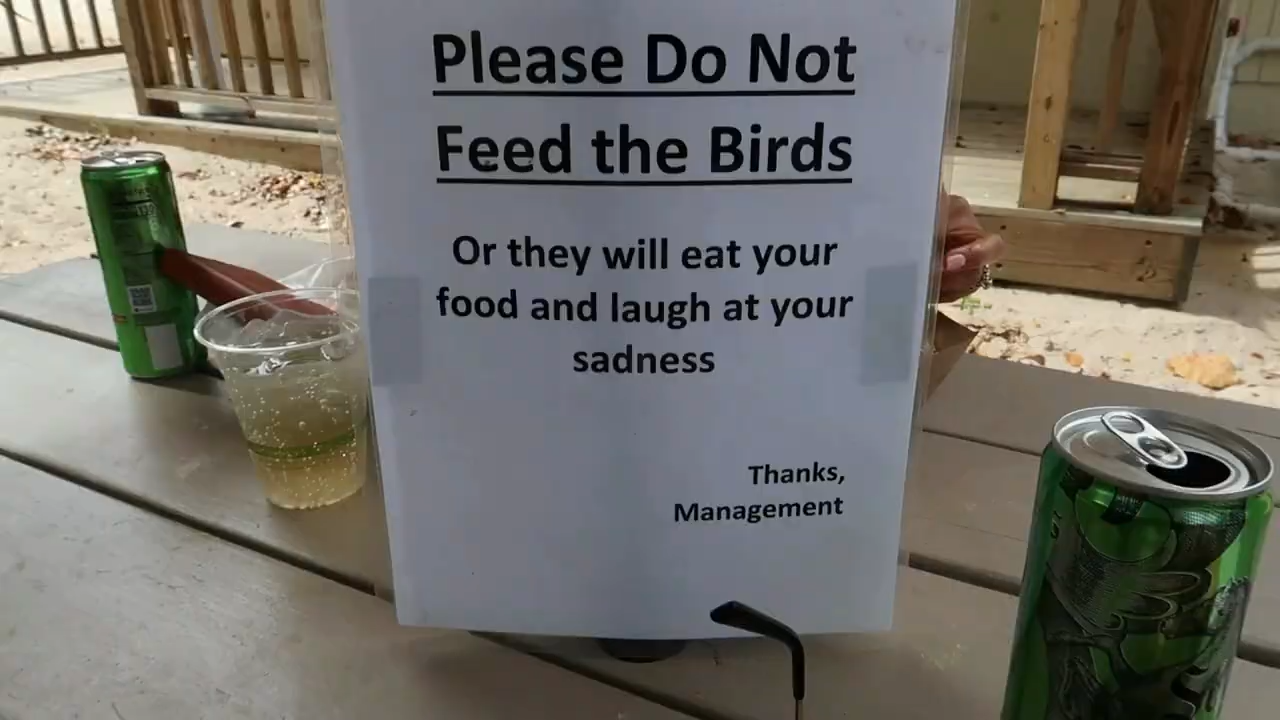 Please Do Not
Feed the Birds
Or they will eat your
food and laugh at your
sadness
Thanks,
Management